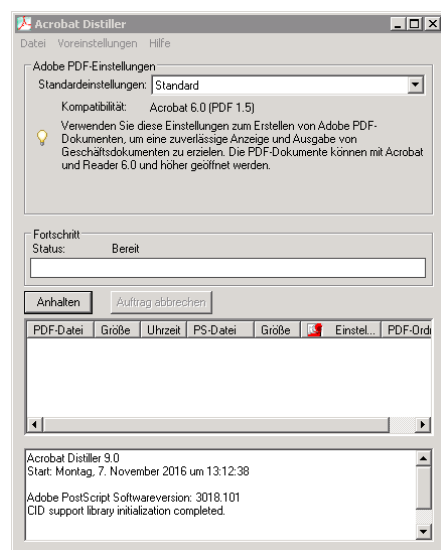 Acrobat Distiller
Datei Voreinstellungen Hilfe
Adobe PDF-Einstellungen
Standardeinstellungen: Standard
Kompatibilität: Acrobat 6.0 (PDF 1.5)
Verwenden Sie diese Einstellungen zum Erstellen von Adobe PDF-
Dokumenten, um eine zuverlässige Anzeige und Ausgabe von
Geschäftsdokumenten zu erzielen. Die PDF-Dokumente können mit Acrobat
und Reader 6.0 und höher geöffnet werden.
Fortschritt
Status: Bereit
Anhalten Auftrag abbrechen
PDF-Datei Größe Uhrzeit PS-Datei Größe Einstel... PDF-Ordn
Acrobat Distiller 9.0
Start: Montag, 7. November 2016 um 13:12:38
Adobe PostScript Softwareversion: 3018.101
CID support library initialization completed.